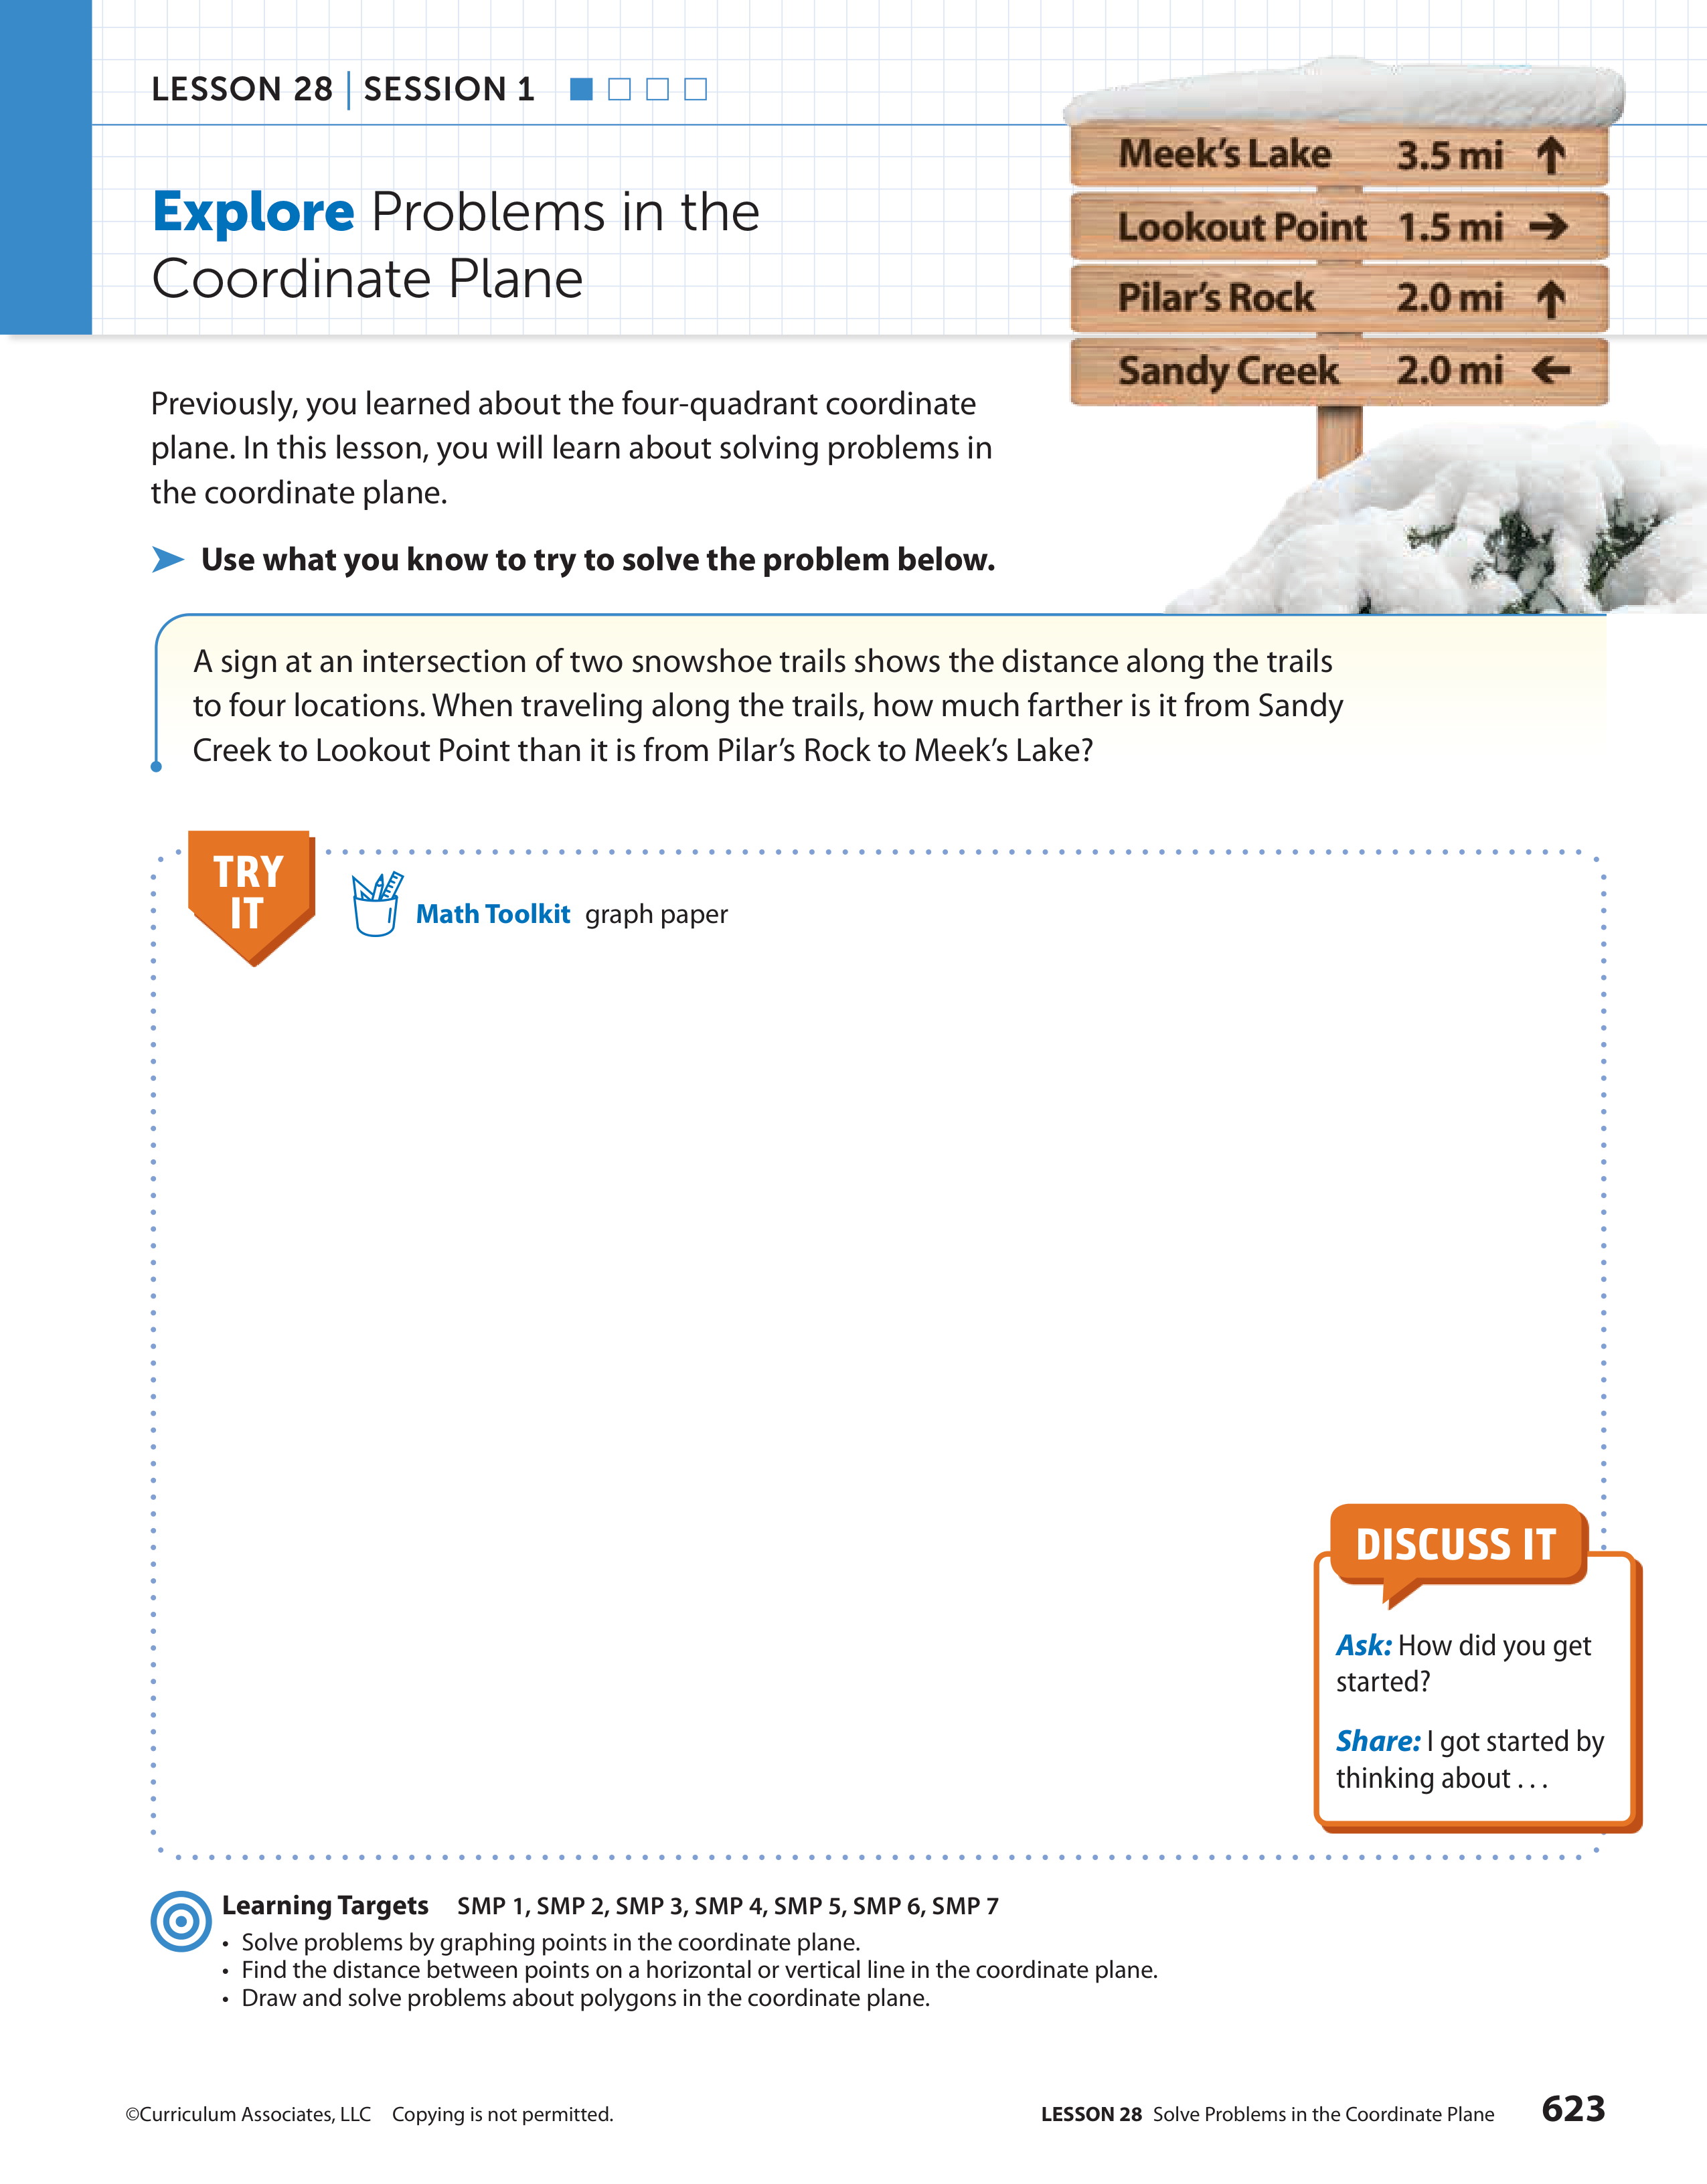 LESSON 28 | SESSION 1
Explore Problems in the
Coordinate Plane
Meek's Lake 3.5 mi ↑
Lookout Point 1.5 mi →
Pilar's Rock 2.0 mi ↑
Sandy Creek 2.0 mi ←
Previously, you learned about the four-quadrant coordinate
plane. In this lesson, you will learn about solving problems in
the coordinate plane.
Use what you know to try to solve the problem below.
A sign at an intersection of two snowshoe trails shows the distance along the trails
to four locations. When traveling along the trails, how much farther is it from Sandy
Creek to Lookout Point than it is from Pilar's Rock to Meek's Lake?
TRY
IT
Math Toolkit graph paper
DISCUSS IT
Ask: How did you get
started?
Share: I got started by
thinking about . . .
Learning Targets SMP 1, SMP 2, SMP 3, SMP 4, SMP 5, SMP 6, SMP 7
• Solve problems by graphing points in the coordinate plane.
• Find the distance between points on a horizontal or vertical line in the coordinate plane.
• Draw and solve problems about polygons in the coordinate plane.
©Curriculum Associates, LLC Copying is not permitted.
LESSON 28 Solve Problems in the Coordinate Plane 623